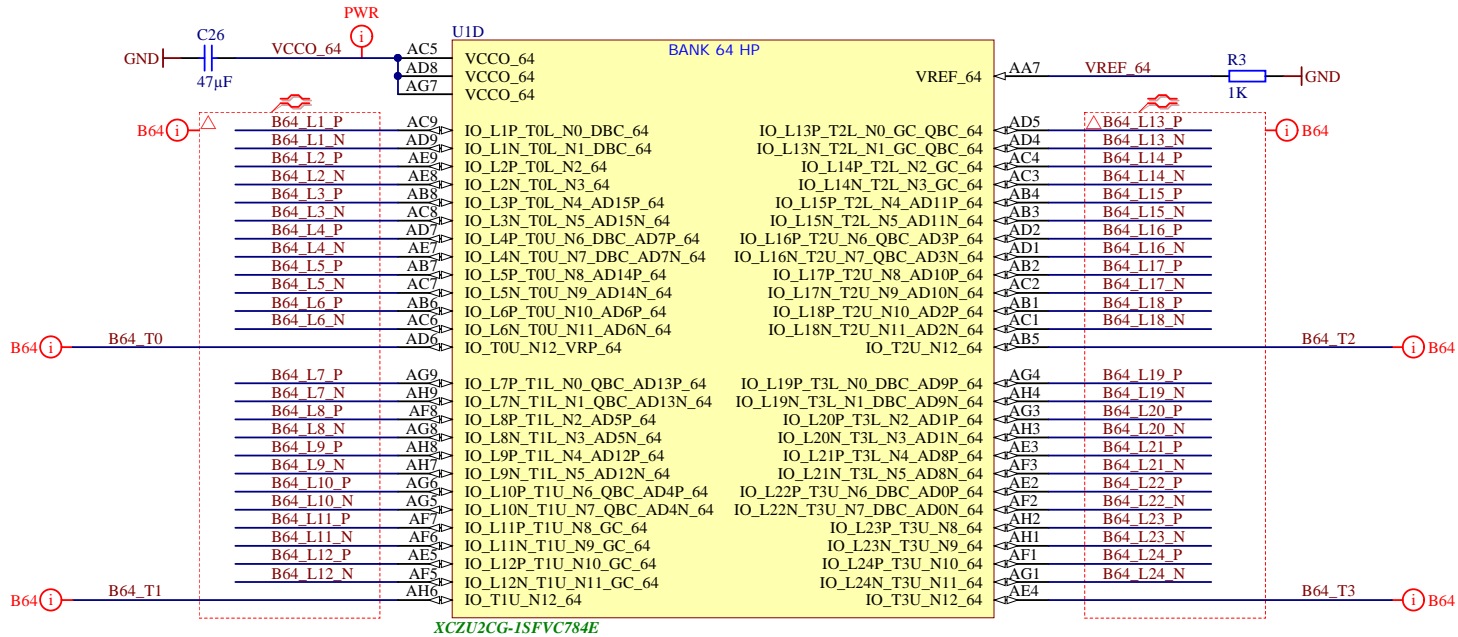 PWR
C26
U1D
BANK 64 HP
GND
VCCO_64
47µF
AC5 VCCO_64
AD8 VCCO_64
AG7 VCCO_64
VREF_64 AA7 VREF_64
R3
1K
GND
B64 i
i B64
B64_L1_P AC9 IO_L1P_T0L_N0_DBC_64 IO_L13P_T2L_N0_GC_QBC_64 AD5 B64_L13_P
B64_L1_N AD9 IO_L1N_T0L_N1_DBC_64 IO_L13N_T2L_N1_GC_QBC_64 AD4 B64_L13_N
B64_L2_P AE9 IO_L2P_T0L_N2_64 IO_L14P_T2L_N2_GC_64 AC4 B64_L14_P
B64_L2_N AE8 IO_L2N_T0L_N3_64 IO_L14N_T2L_N3_GC_64 AC3 B64_L14_N
B64_L3_P AB8 IO_L3P_T0L_N4_AD15P_64 IO_L15P_T2L_N4_AD11P_64 AB4 B64_L15_P
B64_L3_N AC8 IO_L3N_T0L_N5_AD15N_64 IO_L15N_T2L_N5_AD11N_64 AB3 B64_L15_N
B64_L4_P AD7 IO_L4P_T0U_N6_DBC_AD7P_64 IO_L16P_T2U_N6_QBC_AD3P_64 AD2 B64_L16_P
B64_L4_N AE7 IO_L4N_T0U_N7_DBC_AD7N_64 IO_L16N_T2U_N7_QBC_AD3N_64 AD1 B64_L16_N
B64_L5_P AB7 IO_L5P_T0U_N8_AD14P_64 IO_L17P_T2U_N8_AD10P_64 AB2 B64_L17_P
B64_L5_N AC7 IO_L5N_T0U_N9_AD14N_64 IO_L17N_T2U_N9_AD10N_64 AC2 B64_L17_N
B64_L6_P AB6 IO_L6P_T0U_N10_AD6P_64 IO_L18P_T2U_N10_AD2P_64 AB1 B64_L18_P
B64_L6_N AC6 IO_L6N_T0U_N11_AD6N_64 IO_L18N_T2U_N11_AD2N_64 AC1 B64_L18_N
B64 i B64_T0 AD6 IO_T0U_N12_VRP_64 IO_T2U_N12_64 AB5 B64_T2 i B64
B64_L7_P AG9 IO_L7P_T1L_N0_QBC_AD13P_64 IO_L19P_T3L_N0_DBC_AD9P_64 AG4 B64_L19_P
B64_L7_N AH9 IO_L7N_T1L_N1_QBC_AD13N_64 IO_L19N_T3L_N1_DBC_AD9N_64 AH4 B64_L19_N
B64_L8_P AF8 IO_L8P_T1L_N2_AD5P_64 IO_L20P_T3L_N2_AD1P_64 AG3 B64_L20_P
B64_L8_N AG8 IO_L8N_T1L_N3_AD5N_64 IO_L20N_T3L_N3_AD1N_64 AH3 B64_L20_N
B64_L9_P AH8 IO_L9P_T1L_N4_AD12P_64 IO_L21P_T3L_N4_AD8P_64 AE3 B64_L21_P
B64_L9_N AH7 IO_L9N_T1L_N5_AD12N_64 IO_L21N_T3L_N5_AD8N_64 AF3 B64_L21_N
B64_L10_P AG6 IO_L10P_T1U_N6_QBC_AD4P_64 IO_L22P_T3U_N6_DBC_AD0P_64 AE2 B64_L22_P
B64_L10_N AG5 IO_L10N_T1U_N7_QBC_AD4N_64 IO_L22N_T3U_N7_DBC_AD0N_64 AF2 B64_L22_N
B64_L11_P AF7 IO_L11P_T1U_N8_GC_64 IO_L23P_T3U_N8_64 AH2 B64_L23_P
B64_L11_N AF6 IO_L11N_T1U_N9_GC_64 IO_L23N_T3U_N9_64 AH1 B64_L23_N
B64_L12_P AE5 IO_L12P_T1U_N10_GC_64 IO_L24P_T3U_N10_64 AF1 B64_L24_P
B64_L12_N AF5 IO_L12N_T1U_N11_GC_64 IO_L24N_T3U_N11_64 AG1 B64_L24_N
B64 i B64_T1 AH6 IO_T1U_N12_64 IO_T3U_N12_64 AE4 B64_T3 i B64
XCZU2CG-1SFVC784E